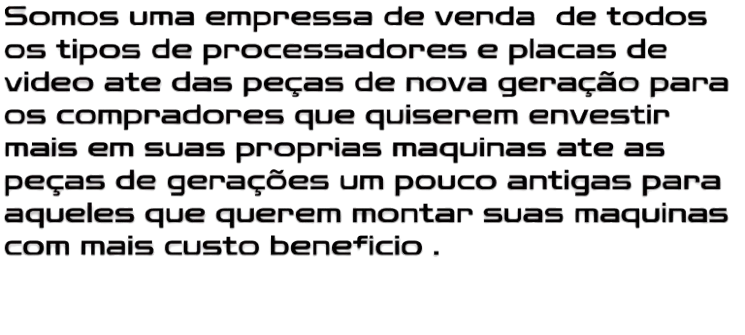 Somos uma empressa de venda  de todos
os tipos de processadores e placas de
video ate das peças de nova geração para
os compradores que quiserem envestir
mais em suas proprias maquinas ate as
peças de gerações um pouco antigas para
aqueles que querem montar suas maquinas
com mais custo beneficio .